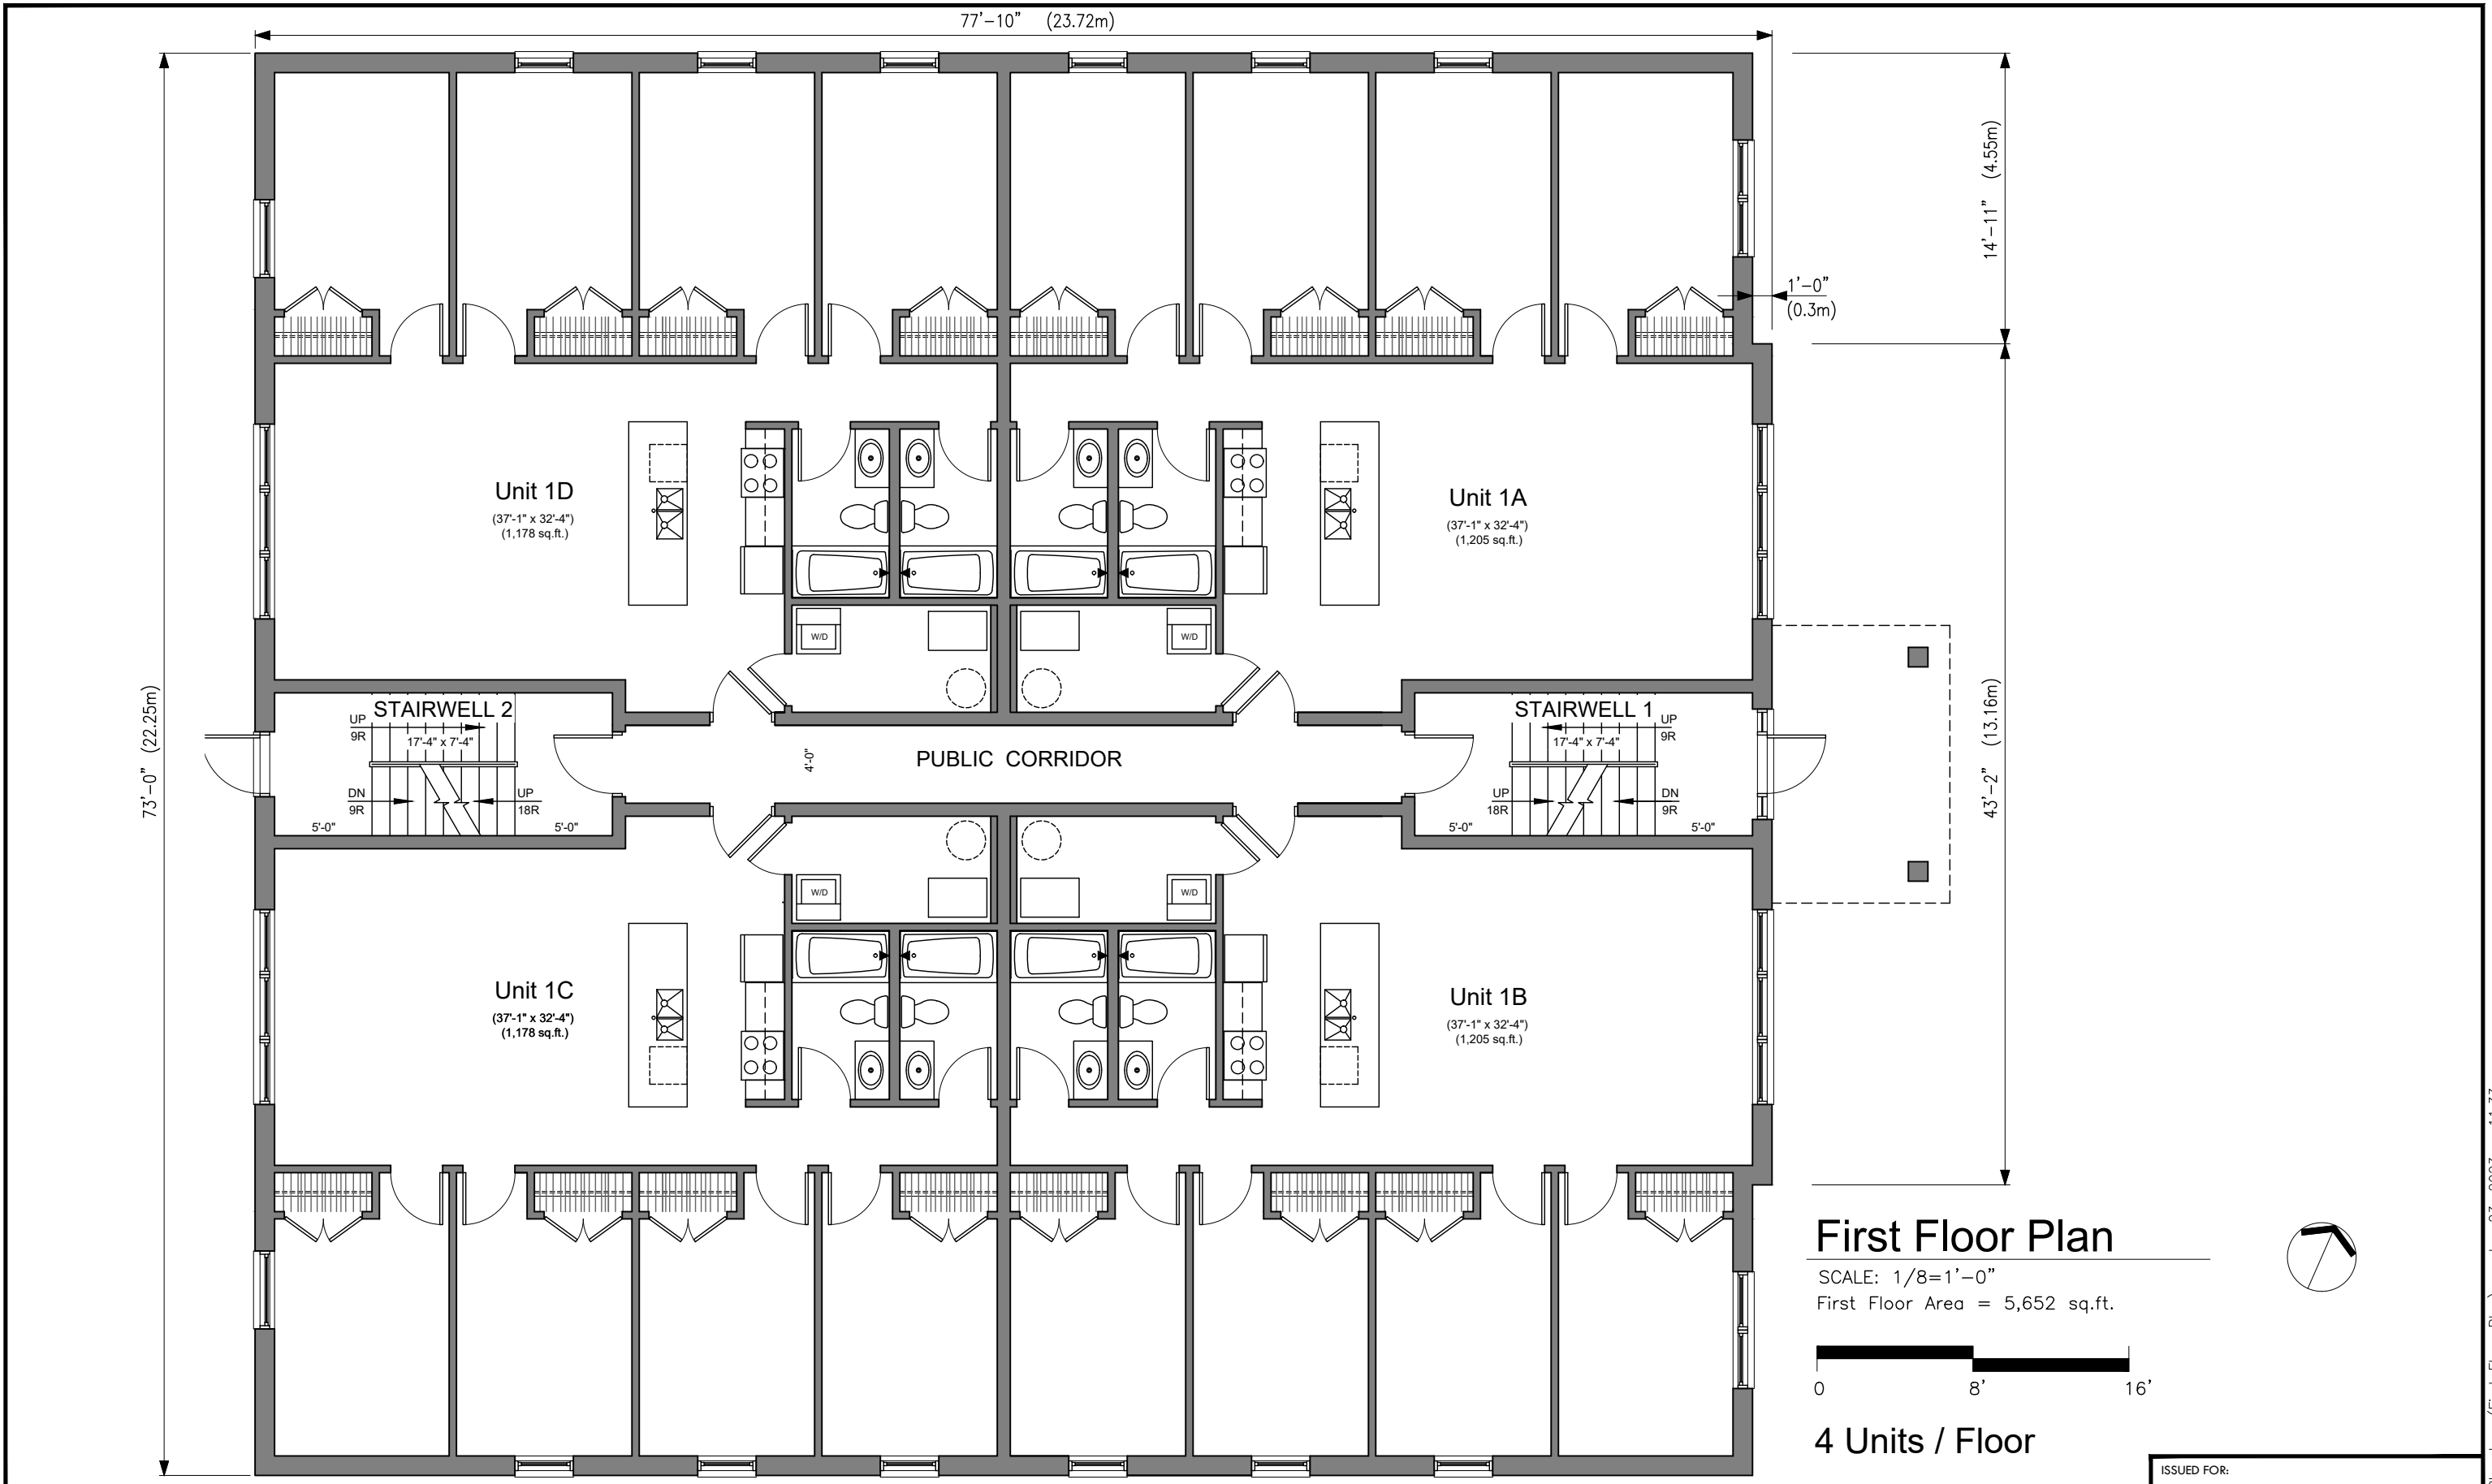 77'-10" (23.72m)
14'-11" (4.55m)
1'-0"
(0.3m)
Unit 1D
(37'-1" x 32'-4")
(1,178 sq.ft.)
Unit 1A
(37'-1" x 32'-4")
(1,205 sq.ft.)
W/D
W/D
73'-0" (22.25m)
43'-2" (13.16m)
STAIRWELL 2
UP
9R
17'-4" x 7'-4"
DN
9R
UP
18R
5'-0"
5'-0"
4'-0"
PUBLIC CORRIDOR
STAIRWELL 1
UP
9R
17'-4" x 7'-4"
UP
18R
DN
9R
5'-0"
5'-0"
W/D
W/D
Unit 1C
(37'-1" x 32'-4")
(1,178 sq.ft.)
Unit 1B
(37'-1" x 32'-4")
(1,205 sq.ft.)
First Floor Plan
SCALE: 1/8=1'-0"
First Floor Area = 5,652 sq.ft.
0 8' 16'
4 Units / Floor
ISSUED FOR: